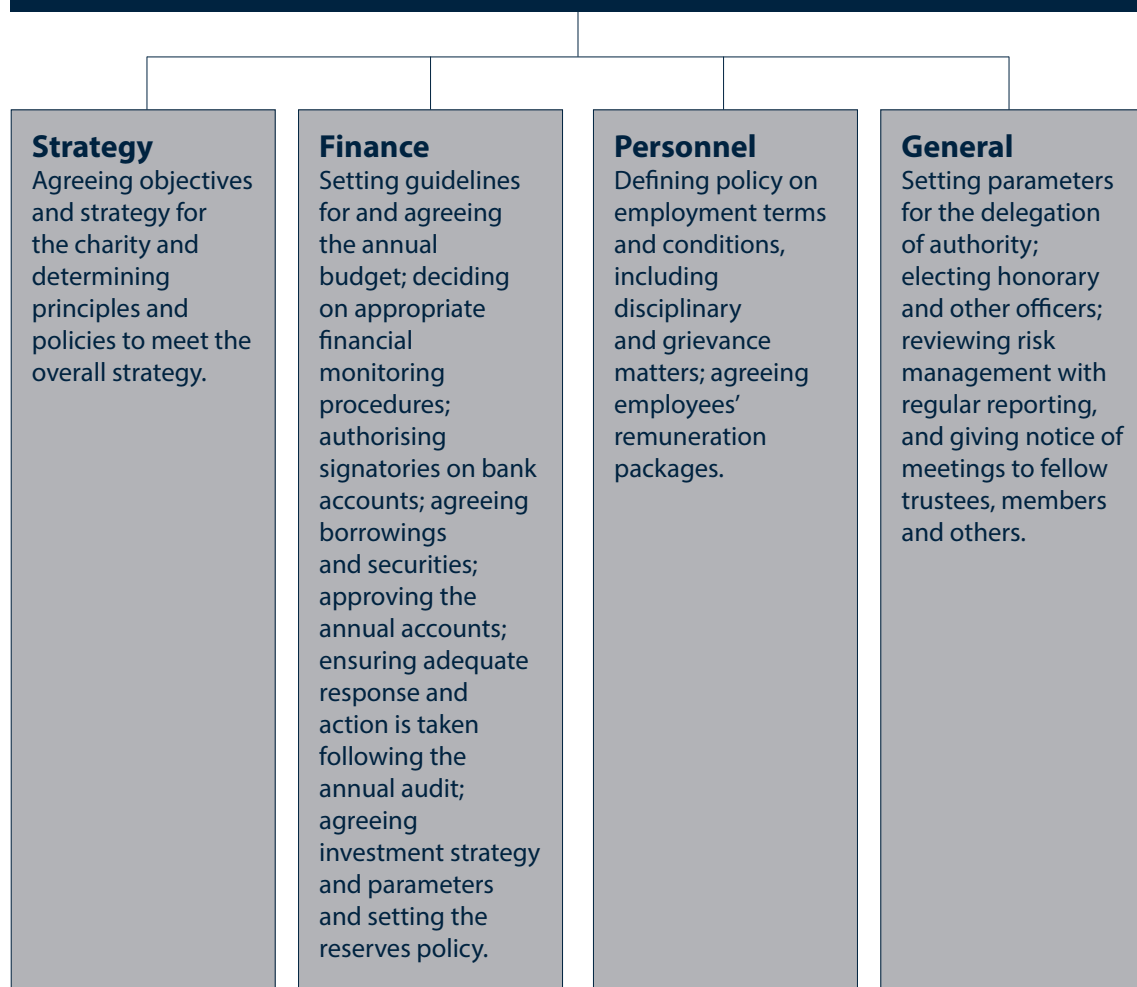 Strategy
Agreeing objectives
and strategy for
the charity and
determining
principles and
policies to meet the
overall strategy.
Finance
Setting guidelines
for and agreeing
the annual
budget; deciding
on appropriate
financial
monitoring
procedures;
authorising
signatories on bank
accounts; agreeing
borrowings
and securities;
approving the
annual accounts;
ensuring adequate
response and
action is taken
following the
annual audit;
agreeing
investment strategy
and parameters
and setting the
reserves policy.
Personnel
Defining policy on
employment terms
and conditions,
including
disciplinary
and grievance
matters; agreeing
employees’
remuneration
packages.
General
Setting parameters
for the delegation
of authority;
electing honorary
and other officers;
reviewing risk
management with
regular reporting,
and giving notice of
meetings to fellow
trustees, members
and others.